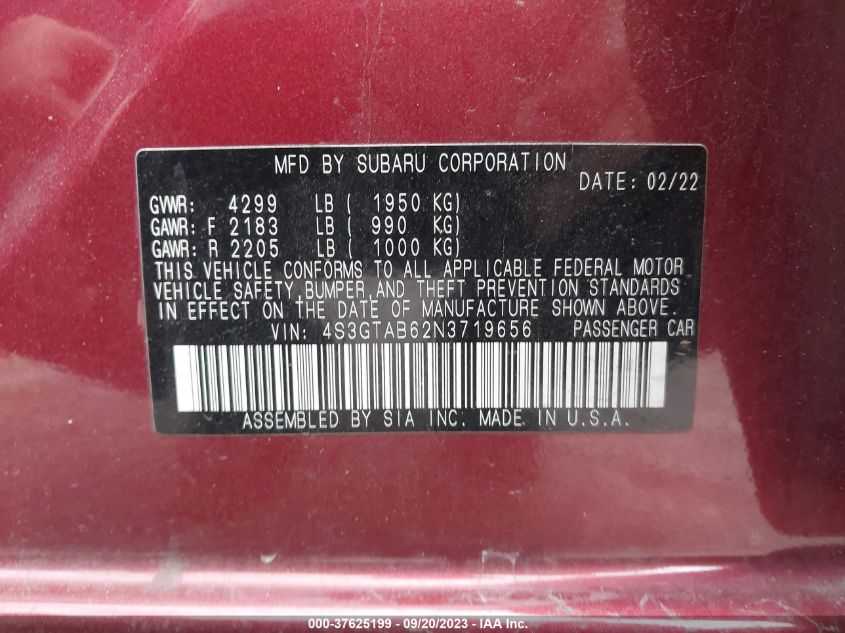 MFD BY SUBARU CORPORATION
DATE: 02/22
GVWR: 4299 LB ( 1950 KG)
GAWR: F 2183 LB ( 990 KG)
GAWR: R 2205 LB ( 1000 KG)
THIS VEHICLE CONFORMS TO ALL APPLICABLE FEDERAL MOTOR
VEHICLE SAFETY, BUMPER, AND THEFT PREVENTION STANDARDS
IN EFFECT ON THE DATE OF MANUFACTURE SHOWN ABOVE.
VIN: 4S3GTAB62N3719656 PASSENGER CAR
ASSEMBLED BY SIA INC. MADE IN U.S.A.
000-37625199 - 09/20/2023 - IAA Inc.